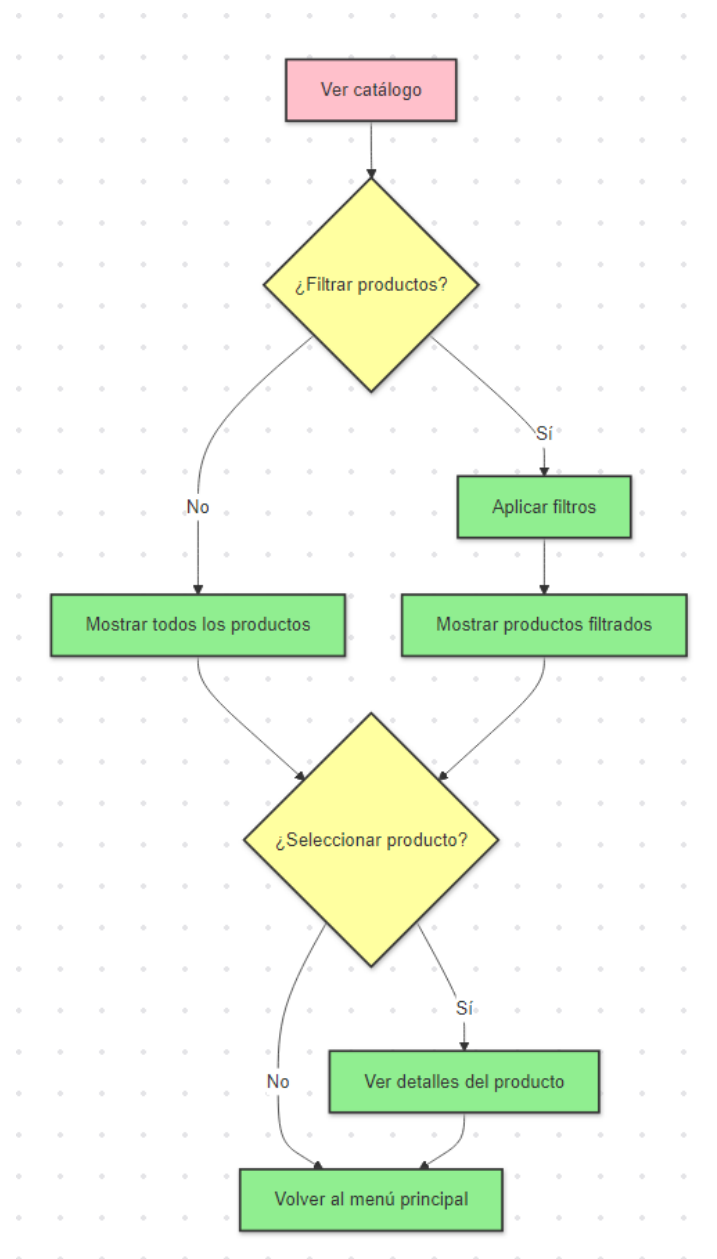 Ver catálogo
¿Filtrar productos?
Sí
No
Aplicar filtros
Mostrar todos los productos
Mostrar productos filtrados
¿Seleccionar producto?
Sí
No
Ver detalles del producto
Volver al menú principal